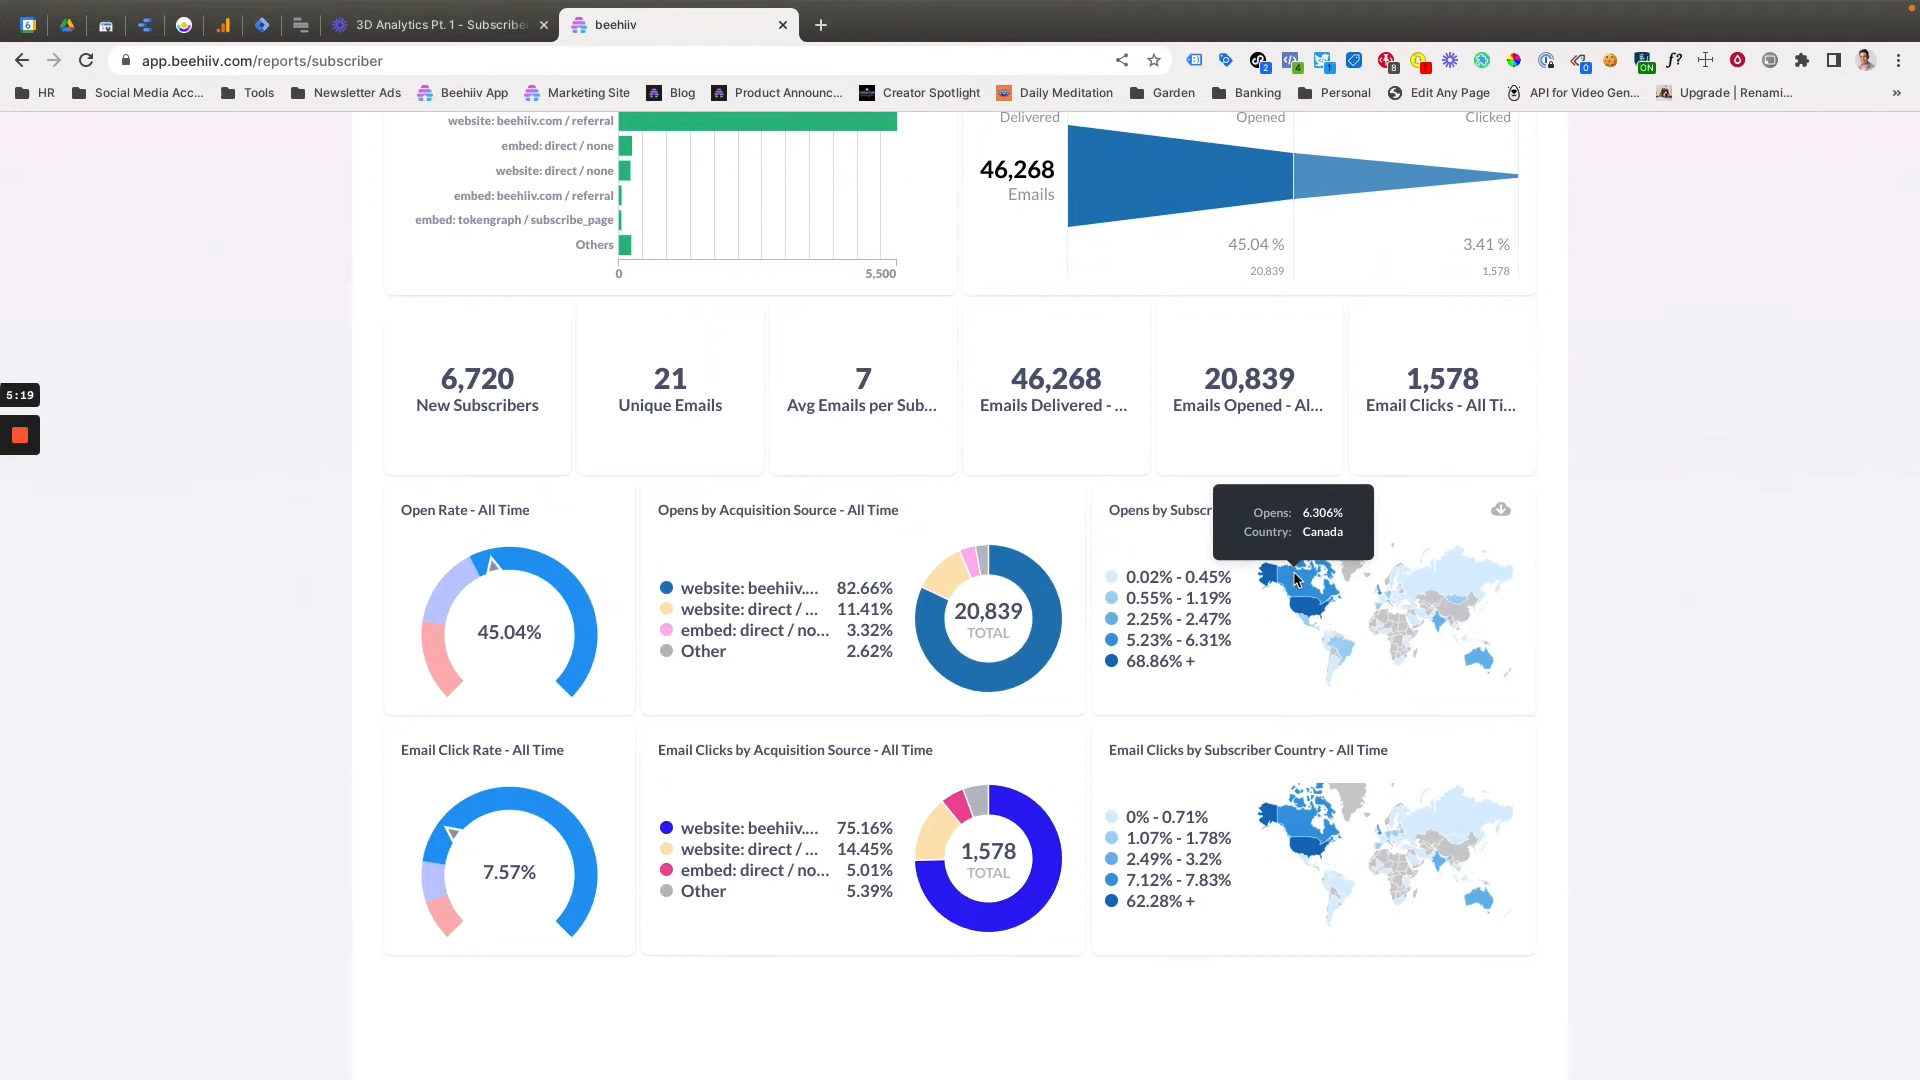 3D Analytics Pt. 1 - Subscribe
beehiiv
app.beehiiv.com/reports/subscriber
HR
Social Media Acc...
Tools
Newsletter Ads
Beehiiv App
Marketing Site
Blog
Product Announc...
Creator Spotlight
Daily Meditation
Garden
Banking
Personal
Edit Any Page
API for Video Gen...
Upgrade | Renami...
»
website: beehiiv.com / referral
embed: direct / none
website: direct / none
embed: beehiiv.com / referral
embed: tokengraph / subscribe_page
Others
0
5,500
Delivered
Opened
Clicked
46,268
Emails
45.04 %
3.41 %
20,839
1,578
5:19
6,720
New Subscribers
21
Unique Emails
7
Avg Emails per Sub...
46,268
Emails Delivered - ...
20,839
Emails Opened - Al...
1,578
Email Clicks - All Ti...
Open Rate - All Time
45.04%
Opens by Acquisition Source - All Time
website: beehiiv.... 82.66%
website: direct / ... 11.41%
embed: direct / no... 3.32%
Other 2.62%
20,839
TOTAL
Opens by Subscr
Opens: 6.306%
Country: Canada
0.02% - 0.45%
0.55% - 1.19%
2.25% - 2.47%
5.23% - 6.31%
68.86% +
Email Click Rate - All Time
7.57%
Email Clicks by Acquisition Source - All Time
website: beehiiv.... 75.16%
website: direct / ... 14.45%
embed: direct / no... 5.01%
Other 5.39%
1,578
TOTAL
Email Clicks by Subscriber Country - All Time
0% - 0.71%
1.07% - 1.78%
2.49% - 3.2%
7.12% - 7.83%
62.28% +